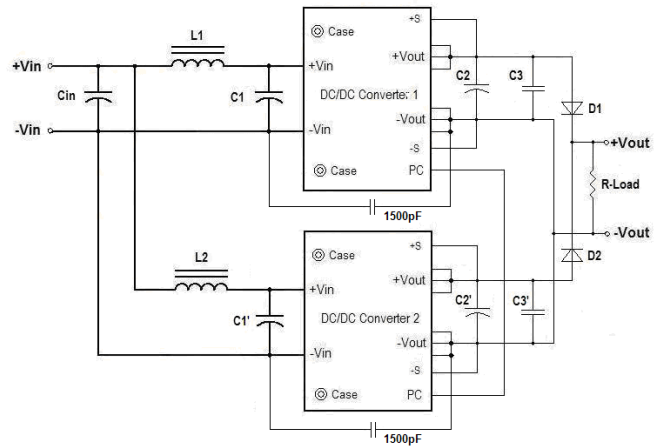 +S
L1
Case
+Vin
+Vin
+Vout
C2
C3
Cin
C1
DC/DC Converter 1
D1
-Vout
-Vin
-Vin
+Vout
-S
Case
PC
R-Load
1500pF
+S
-Vout
L2
Case
D2
+Vin
+Vout
C1'
DC/DC Converter 2
C2'
C3'
-Vout
-Vin
-S
Case
PC
1500pF